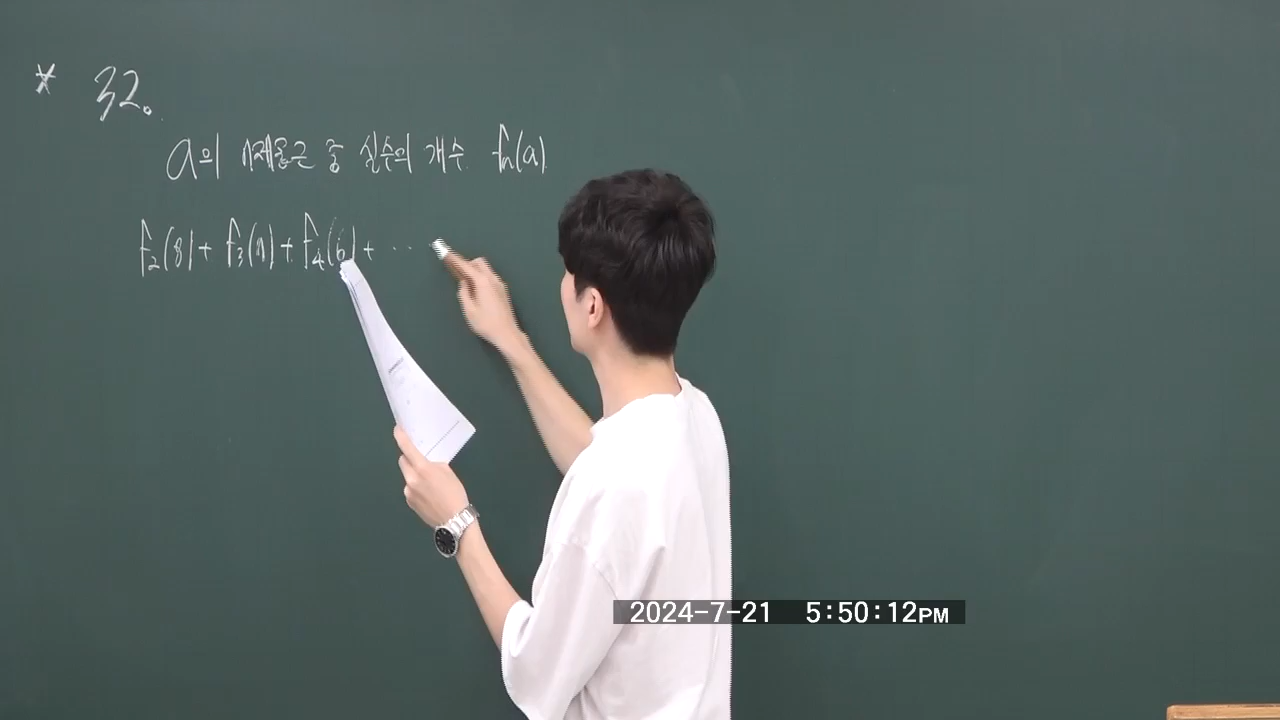 * 32.
a의 n제곱근 중 실수의 개수 fn(a)
f2(8) + f3(7) + f4(6) + ···
2024-7-21 5:50:12PM